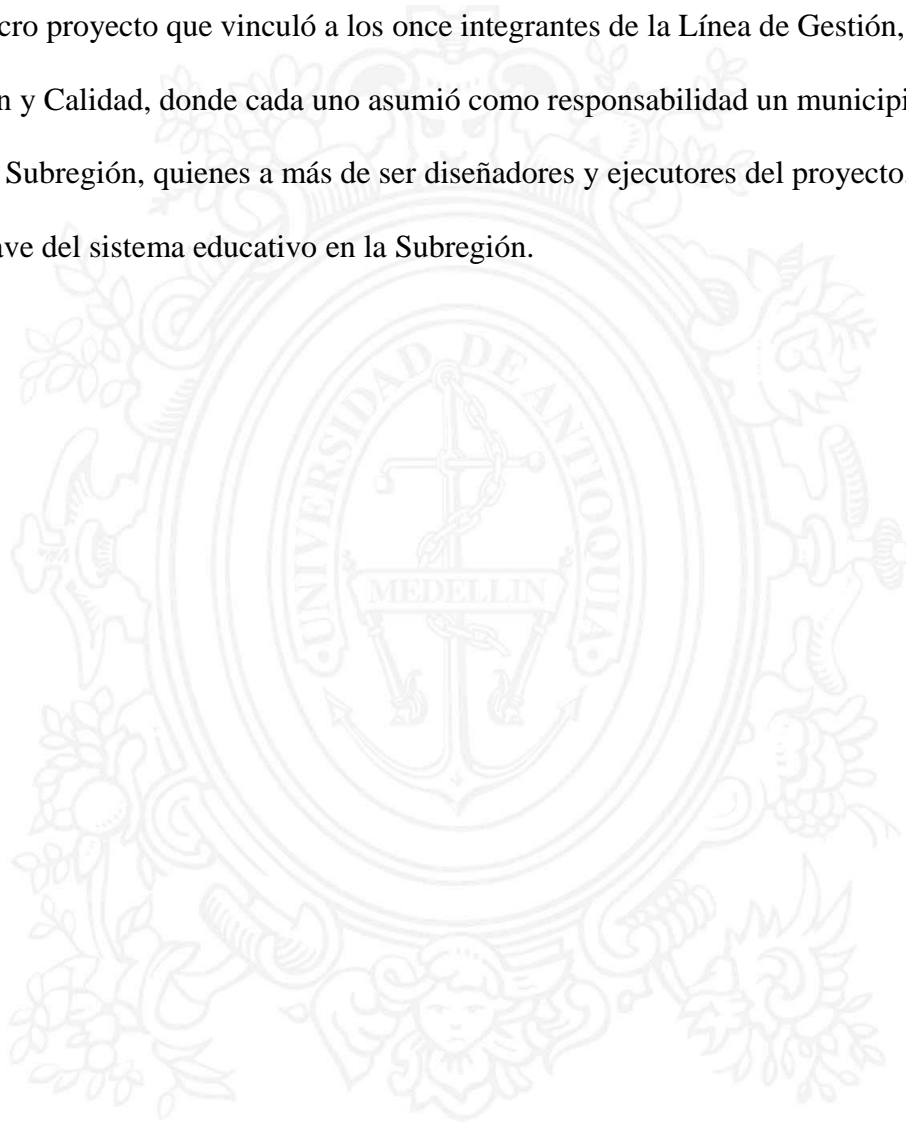 cro proyecto que vinculó a los once integrantes de la Línea de Gestión,
n y Calidad, donde cada uno asumió como responsabilidad un municipi
Subregión, quienes a más de ser diseñadores y ejecutores del proyecto
ave del sistema educativo en la Subregión.
UNIVERSIDAD DE ANTIOQUIA
MEDELLIN